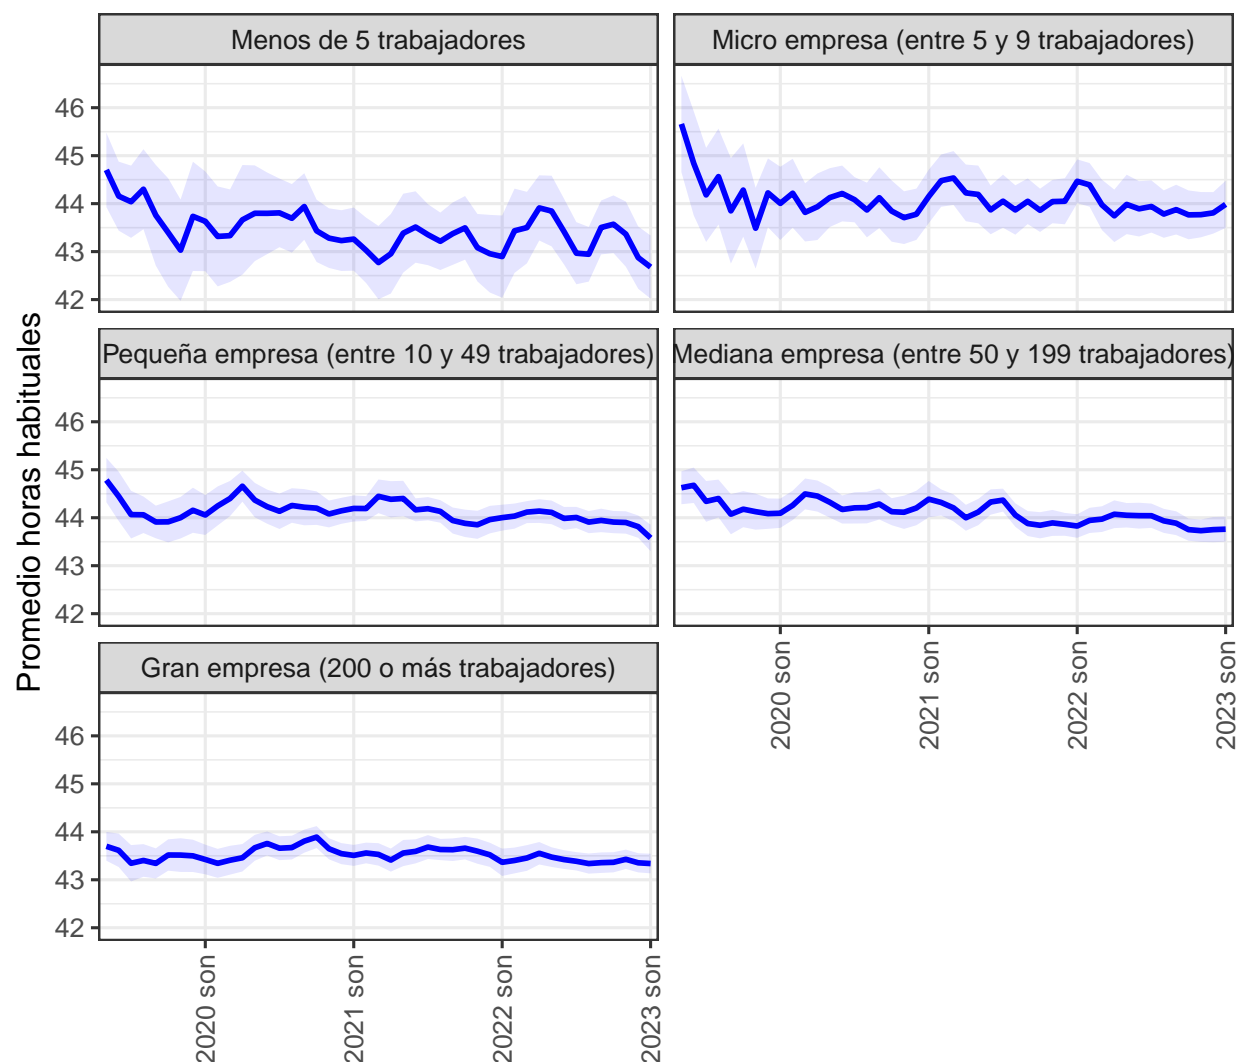 Menos de 5 trabajadores
Micro empresa (entre 5 y 9 trabajadores)
46
45
44
43
42
Pequeña empresa (entre 10 y 49 trabajadores)
Mediana empresa (entre 50 y 199 trabajadores)
46
45
44
43
42
Promedio horas habituales
Gran empresa (200 o más trabajadores)
46
45
44
43
42
2020 son
2021 son
2022 son
2023 son
2020 son
2021 son
2022 son
2023 son